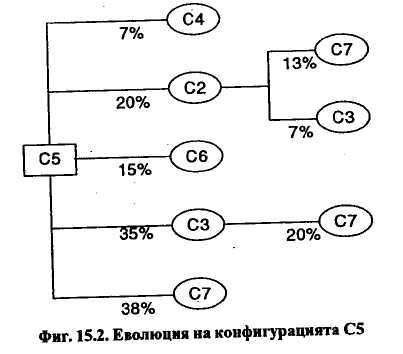 C4
7%
C7
13%
C2
20%
C3
7%
C5
C6
15%
C3
35%
C7
20%
C7
38%
Фиг. 15.2. Еволюция на конфигурацията C5